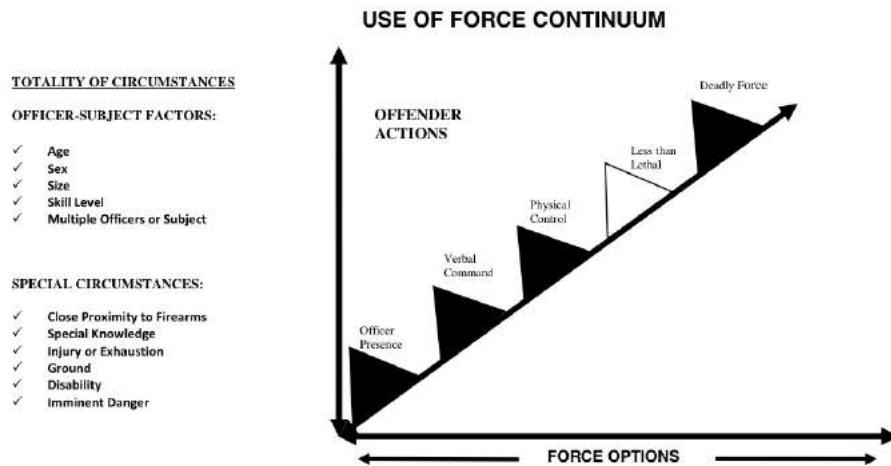 USE OF FORCE CONTINUUM
TOTALITY OF CIRCUMSTANCES
OFFICER-SUBJECT FACTORS:
✓ Age
✓ Sex
✓ Size
✓ Skill Level
✓ Multiple Officers or Subject
SPECIAL CIRCUMSTANCES:
✓ Close Proximity to Firearms
✓ Special Knowledge
✓ Injury or Exhaustion
✓ Ground
✓ Disability
✓ Imminent Danger
OFFENDER
ACTIONS
Deadly Force
Less than
Lethal
Physical
Control
Verbal
Command
Officer
Presence
FORCE OPTIONS